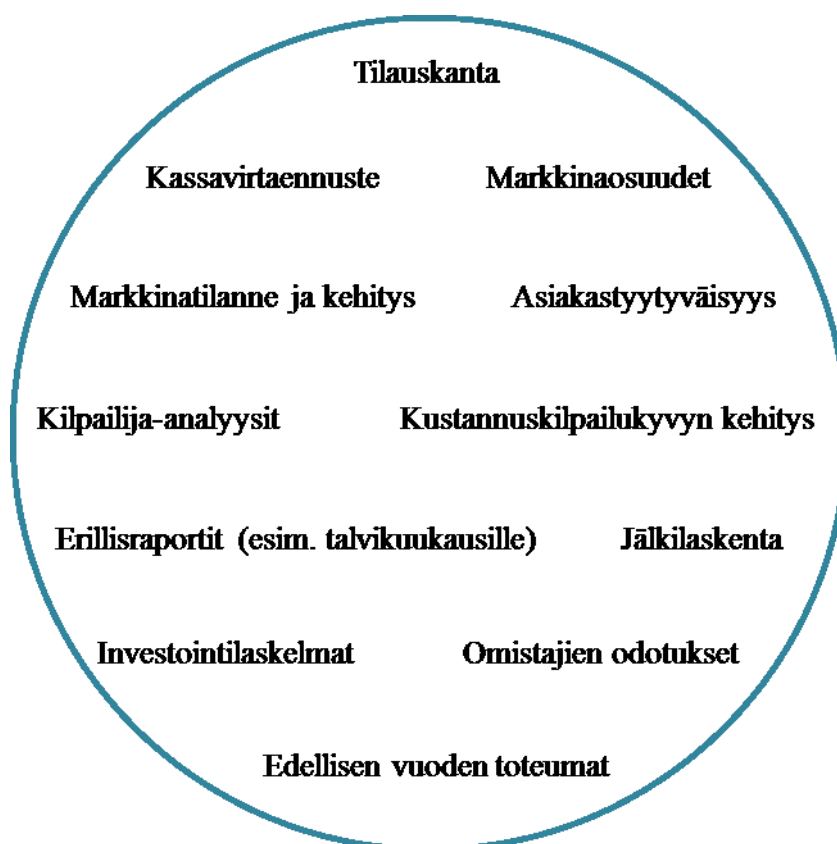 Tilauskanta
Kassavirtaennuste Markkinaosuudet
Markkinatilanne ja kehitys Asiakastyytyväisyys
Kilpailija-analyysit Kustannuskilpailukyvyn kehitys
Erillisraportit (esim. talvikuukausille) Jälkilaskenta
Investointilaskelmat Omistajien odotukset
Edellisen vuoden toteumat